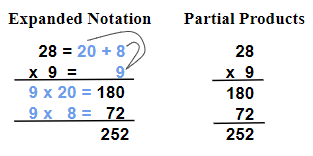 Expanded Notation
28 = 20 + 8
x 9 = 9
9 x 20 = 180
9 x 8 = 72
252
Partial Products
28
x 9
180
72
252